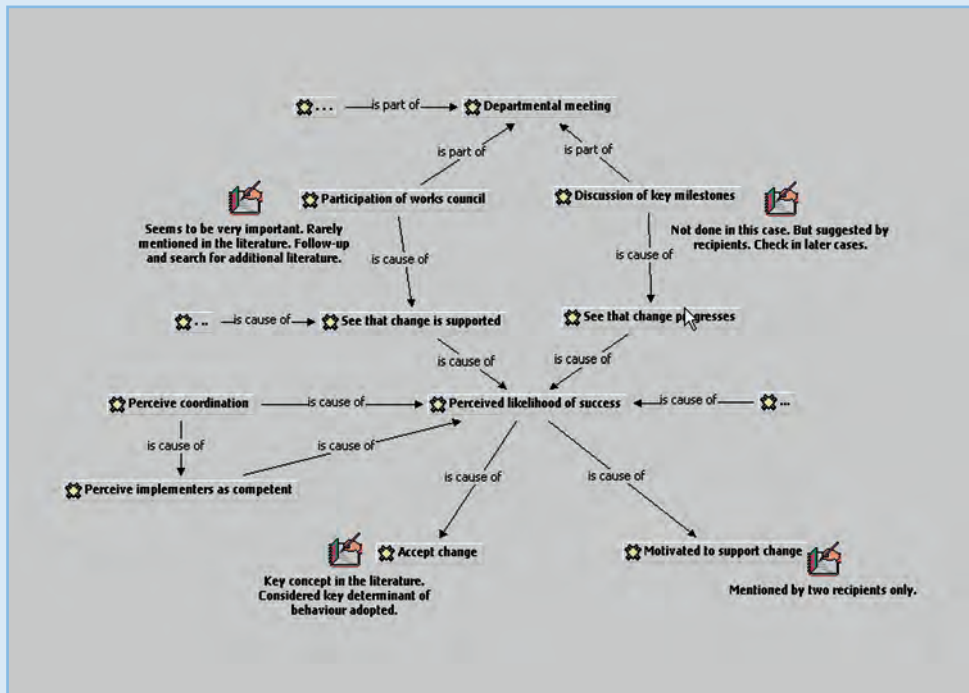 ...
is part of
Departmental meeting
is part of
is part of
Participation of works council
Discussion of key milestones
Seems to be very important. Rarely
mentioned in the literature. Follow-up
and search for additional literature.
Not done in this case. But suggested by
recipients. Check in later cases.
is cause of
is cause of
...
is cause of
See that change is supported
See that change progresses
is cause of
is cause of
Perceive coordination
is cause of
Perceived likelihood of success
is cause of
...
is cause of
is cause of
is cause of
is cause of
Perceive implementers as competent
Accept change
Motivated to support change
Key concept in the literature.
Considered key determinant of
behaviour adopted.
Mentioned by two recipients only.